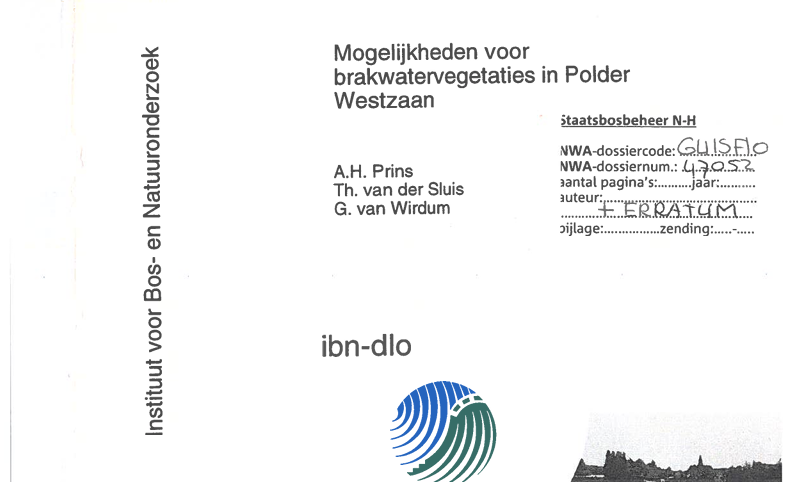 Instituut voor Bos- en Natuuronderzoek
Mogelijkheden voor
brakwatervegetaties in Polder
Westzaan
A.H. Prins
Th. van der Sluis
G. van Wirdum
Staatsbosbeheer N-H
NWA-dossiercode: GUISFLO
NWA-dossiernum.: 47052
aantal pagina's:..........jaar:..........
auteur:
+ ERRATUM
bijlage:...............zending:.....-.....
ibn-dlo